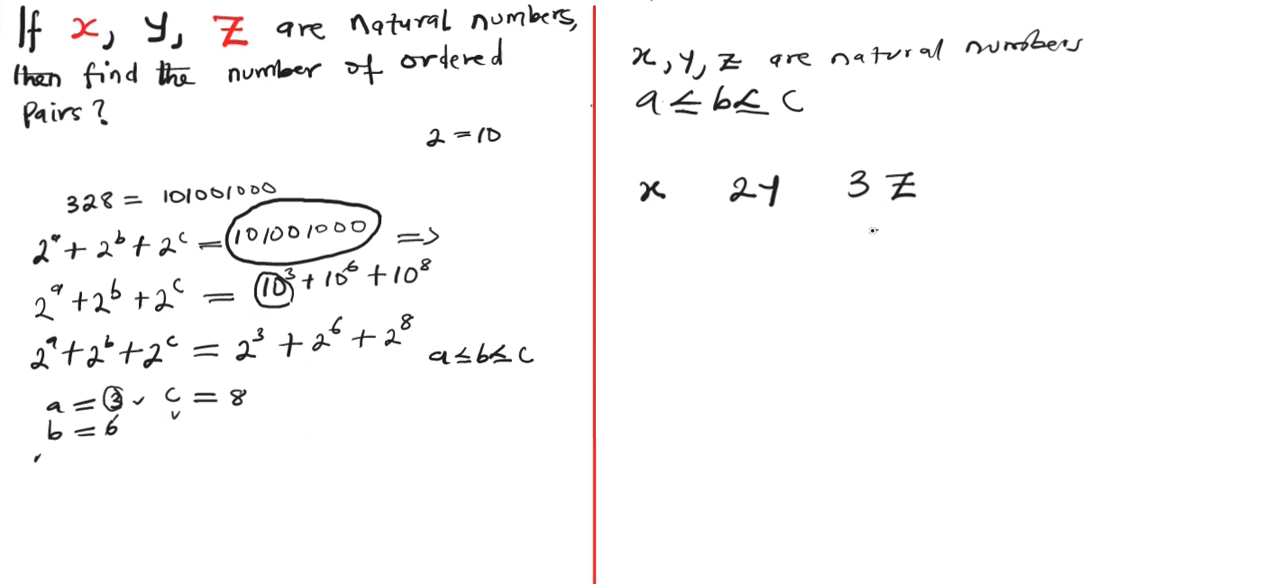 If x, y, z are natural numbers,
then find the number of ordered
pairs?
2 = 10
328 = 101001000
2^a + 2^b + 2^c = 101001000 =>
2^a + 2^b + 2^c = 10^3 + 10^6 + 10^8
2^a + 2^b + 2^c = 2^3 + 2^6 + 2^8 a ≤ b ≤ c
a = 3 ✓ c = 8
b = 6
x, y, z are natural numbers
a ≤ b ≤ c
x 2y 3z